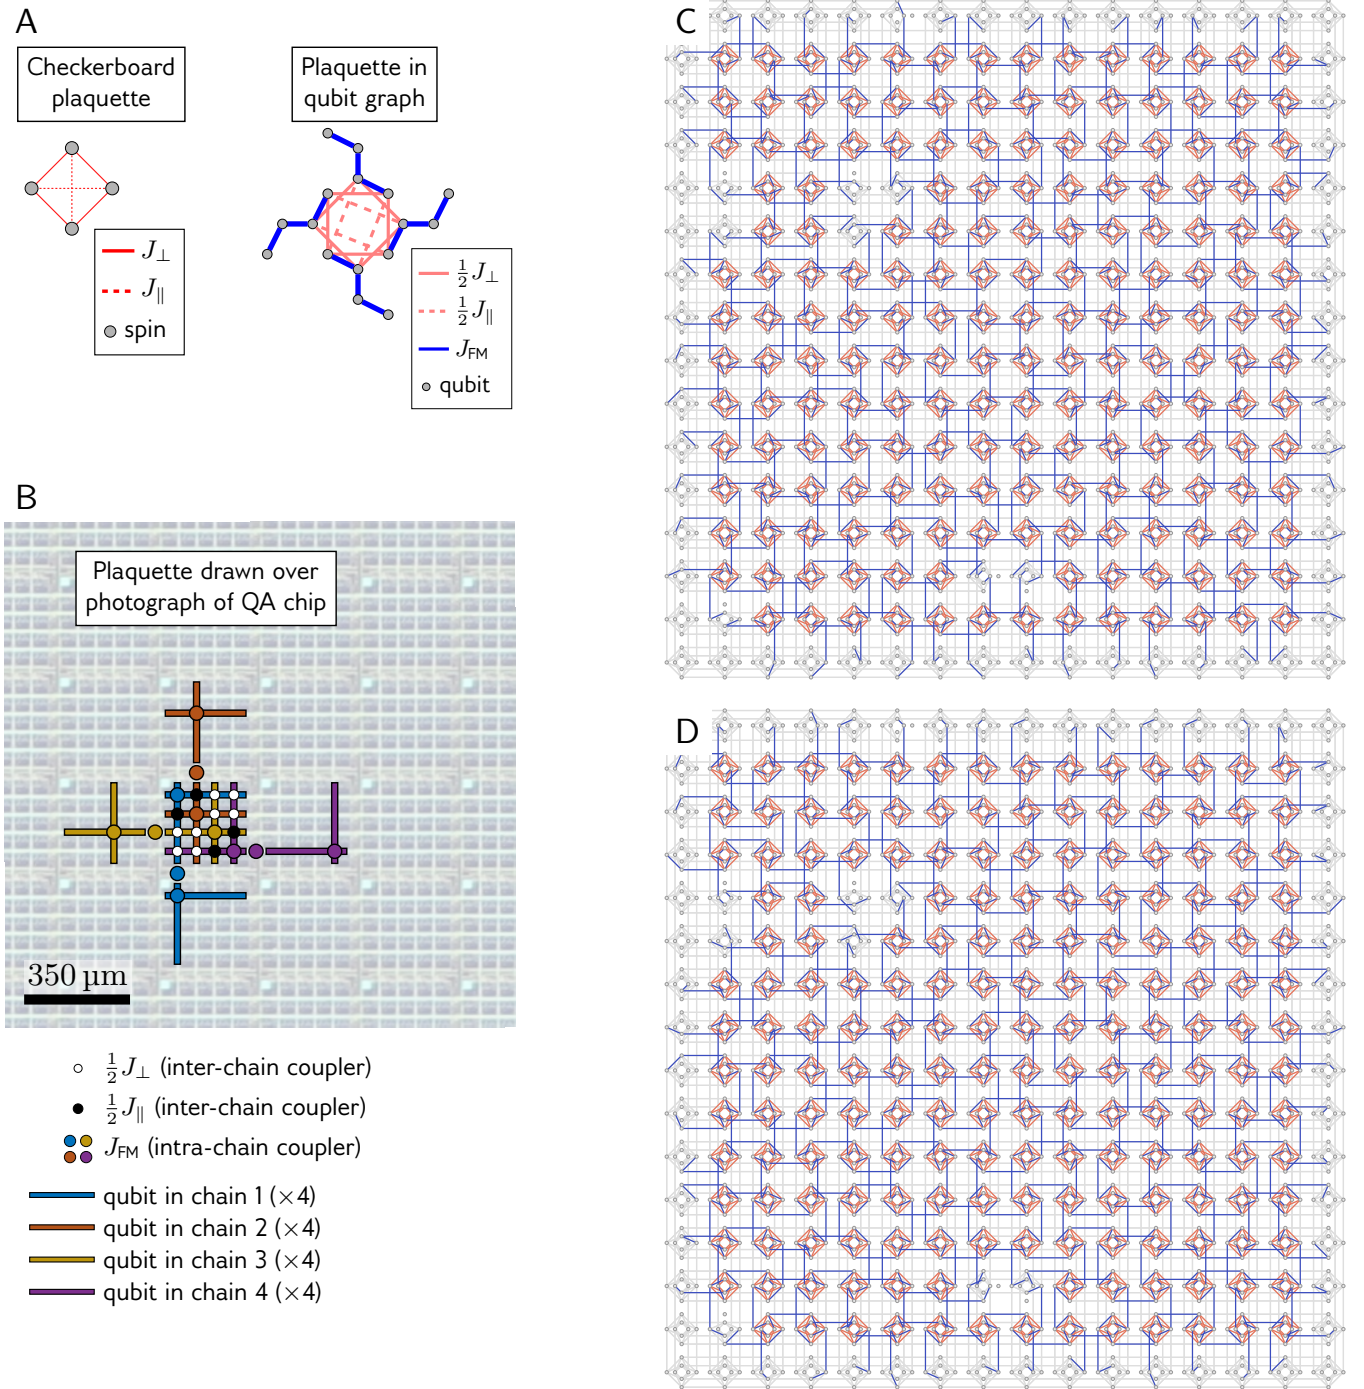 A
Checkerboard
plaquette
J⊥
J∥
spin
Plaquette in
qubit graph
½J⊥
½J∥
J_FM
qubit
B
Plaquette drawn over
photograph of QA chip
350 µm
½J⊥ (inter-chain coupler)
½J∥ (inter-chain coupler)
J_FM (intra-chain coupler)
qubit in chain 1 (×4)
qubit in chain 2 (×4)
qubit in chain 3 (×4)
qubit in chain 4 (×4)
C
D